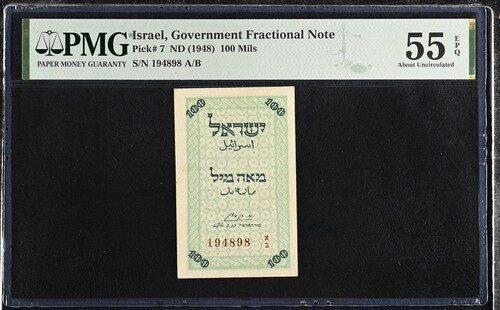 PMG
PAPER MONEY GUARANTY
Israel, Government Fractional Note
Pick# 7 ND (1948) 100 Mils
S/N 194898 A/B
55 EPQ
About Uncirculated
100 100
ישראל
اسرائيل
מאה מיל
مائة مل
194898 א/ב
100 100